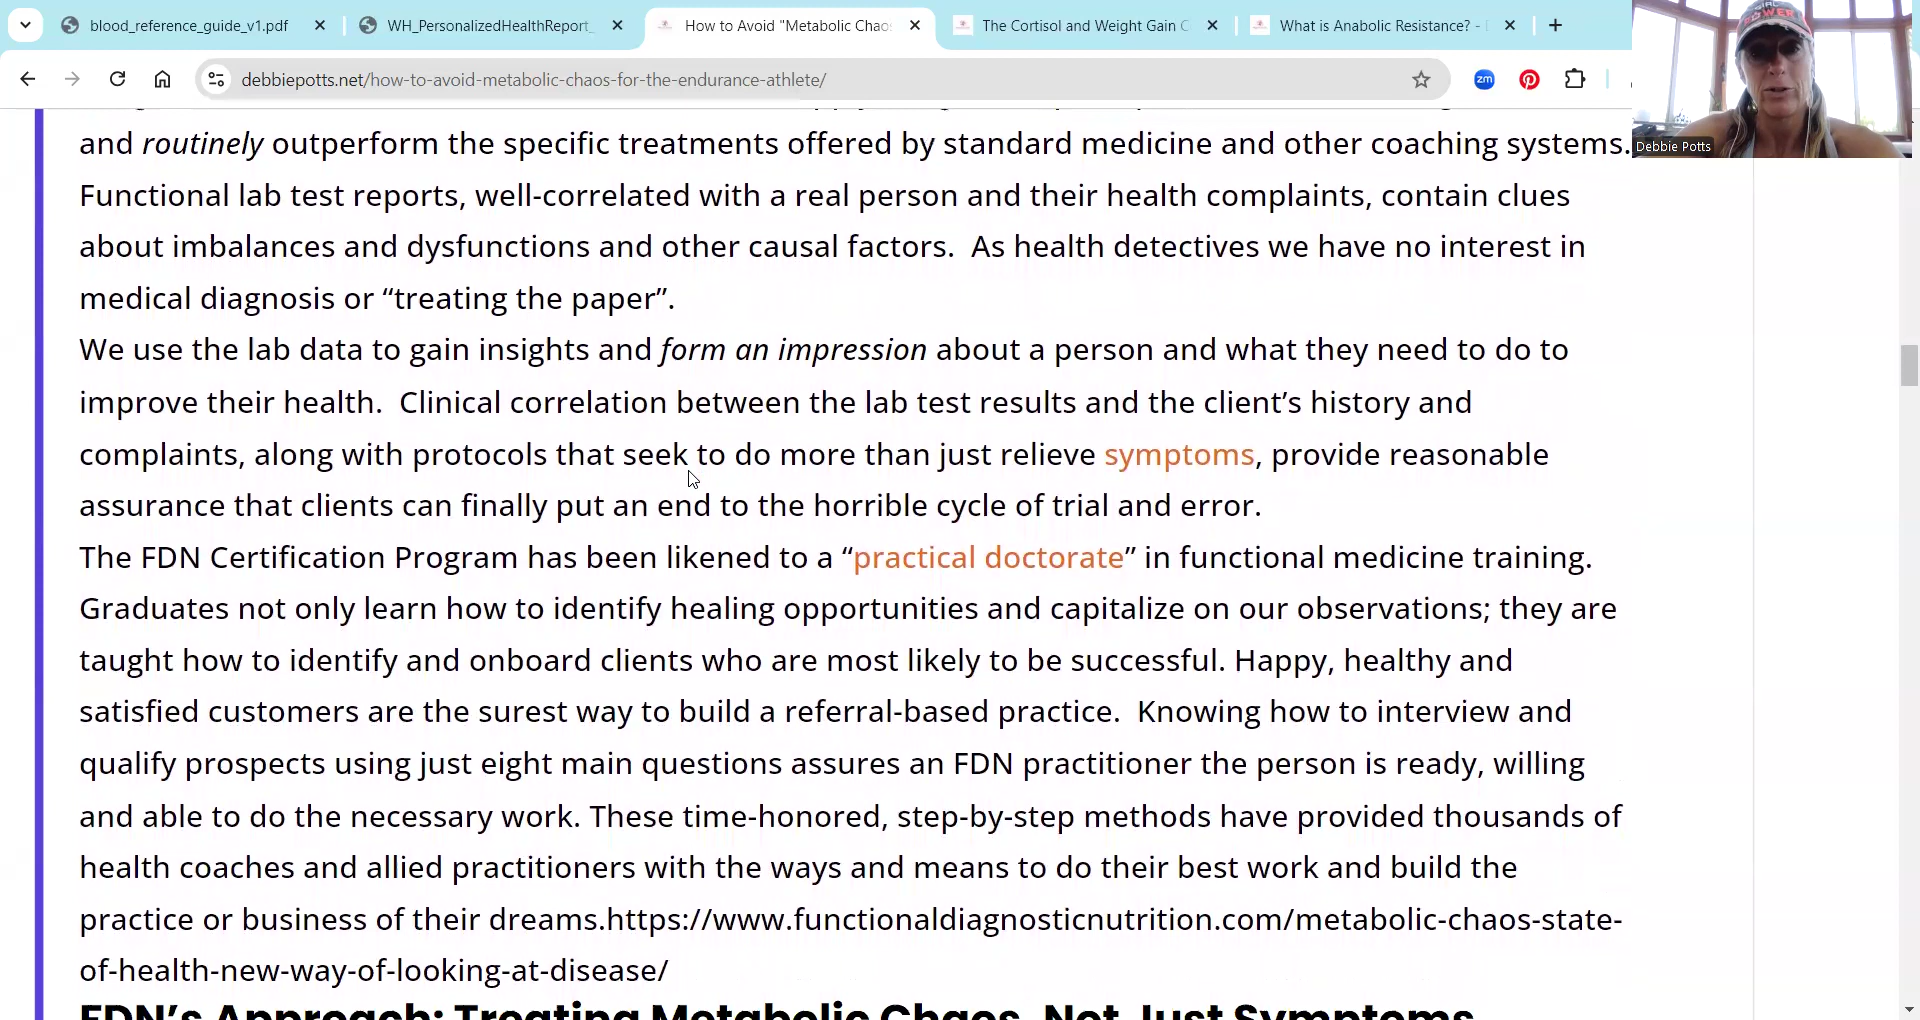 blood_reference_guide_v1.pdf
WH_PersonalizedHealthReport_
How to Avoid "Metabolic Chao
The Cortisol and Weight Gain C
What is Anabolic Resistance? -
debbiepotts.net/how-to-avoid-metabolic-chaos-for-the-endurance-athlete/
zm
Debbie Potts
and routinely outperform the specific treatments offered by standard medicine and other coaching systems.
Functional lab test reports, well-correlated with a real person and their health complaints, contain clues
about imbalances and dysfunctions and other causal factors.  As health detectives we have no interest in
medical diagnosis or “treating the paper”.
We use the lab data to gain insights and form an impression about a person and what they need to do to
improve their health.  Clinical correlation between the lab test results and the client’s history and
complaints, along with protocols that seek to do more than just relieve symptoms, provide reasonable
assurance that clients can finally put an end to the horrible cycle of trial and error.
The FDN Certification Program has been likened to a “practical doctorate” in functional medicine training.
Graduates not only learn how to identify healing opportunities and capitalize on our observations; they are
taught how to identify and onboard clients who are most likely to be successful. Happy, healthy and
satisfied customers are the surest way to build a referral-based practice.  Knowing how to interview and
qualify prospects using just eight main questions assures an FDN practitioner the person is ready, willing
and able to do the necessary work. These time-honored, step-by-step methods have provided thousands of
health coaches and allied practitioners with the ways and means to do their best work and build the
practice or business of their dreams.https://www.functionaldiagnosticnutrition.com/metabolic-chaos-state-
of-health-new-way-of-looking-at-disease/
FDN’s Approach: Treating Metabolic Chaos, Not Just Symptoms